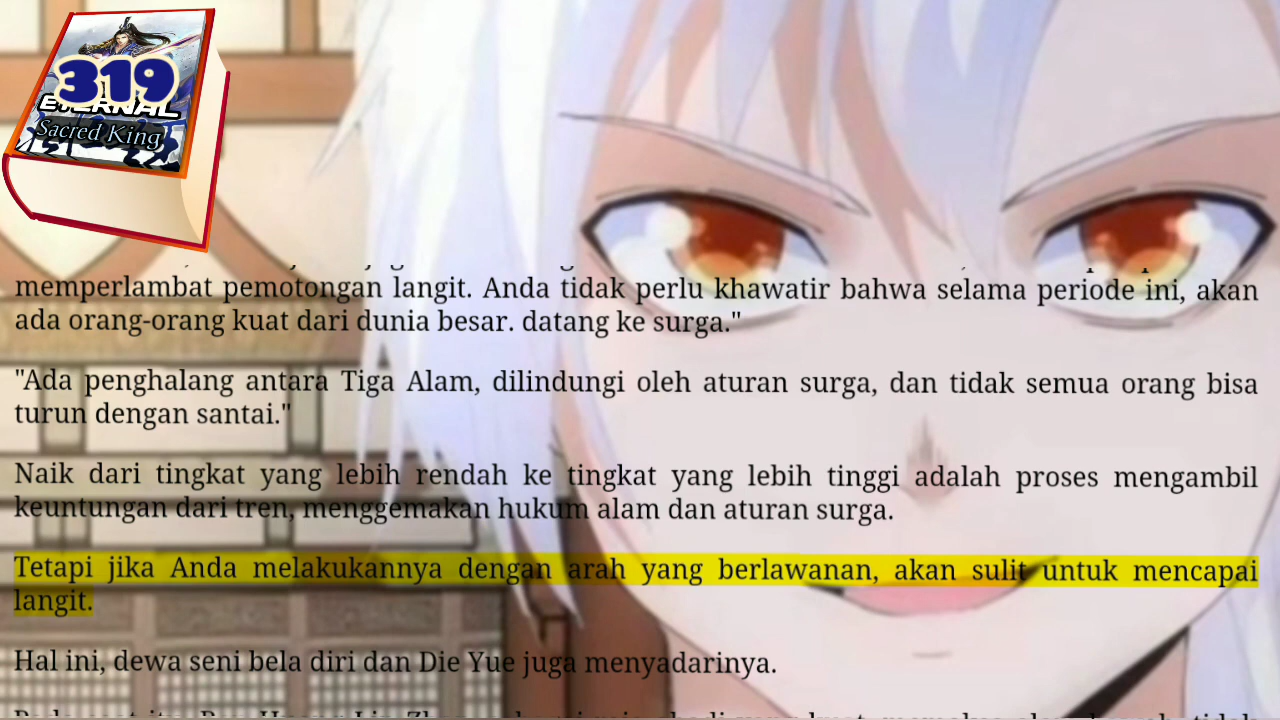 319
ETERNAL
Sacred King
memperlambat pemotongan langit. Anda tidak perlu khawatir bahwa selama periode ini, akan
ada orang-orang kuat dari dunia besar. datang ke surga."
"Ada penghalang antara Tiga Alam, dilindungi oleh aturan surga, dan tidak semua orang bisa
turun dengan santai."
Naik dari tingkat yang lebih rendah ke tingkat yang lebih tinggi adalah proses mengambil
keuntungan dari tren, menggemakan hukum alam dan aturan surga.
Tetapi jika Anda melakukannya dengan arah yang berlawanan, akan sulit untuk mencapai
langit.
Hal ini, dewa seni bela diri dan Die Yue juga menyadarinya.